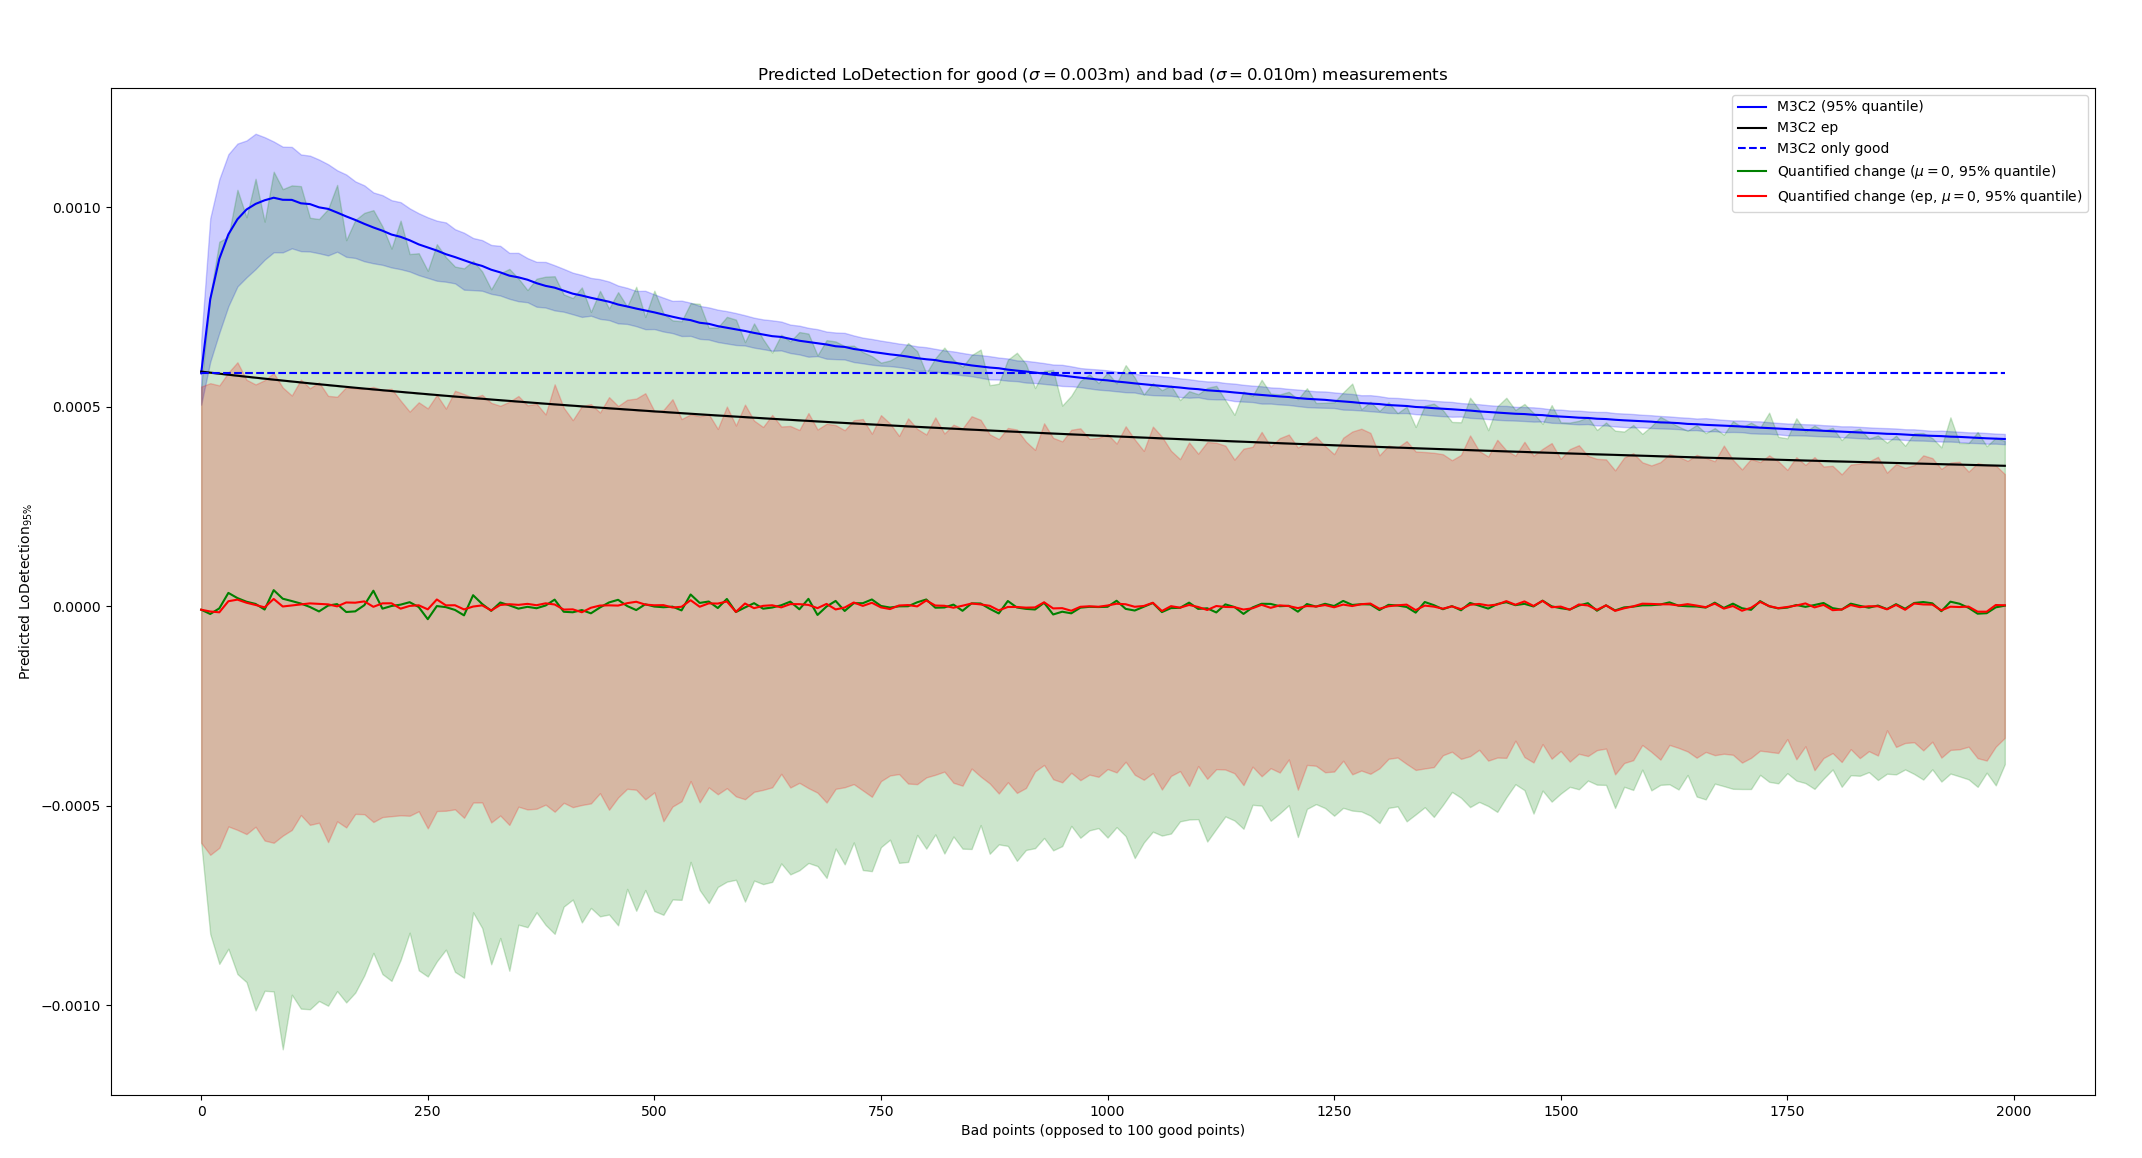 Predicted LoDetection for good (σ = 0.003m) and bad (σ = 0.010m) measurements
M3C2 (95% quantile)
M3C2 ep
M3C2 only good
Quantified change (μ = 0, 95% quantile)
Quantified change (ep, μ = 0, 95% quantile)
Predicted LoDetection95%
0.0010
0.0005
0.0000
−0.0005
−0.0010
0 250 500 750 1000 1250 1500 1750 2000
Bad points (opposed to 100 good points)